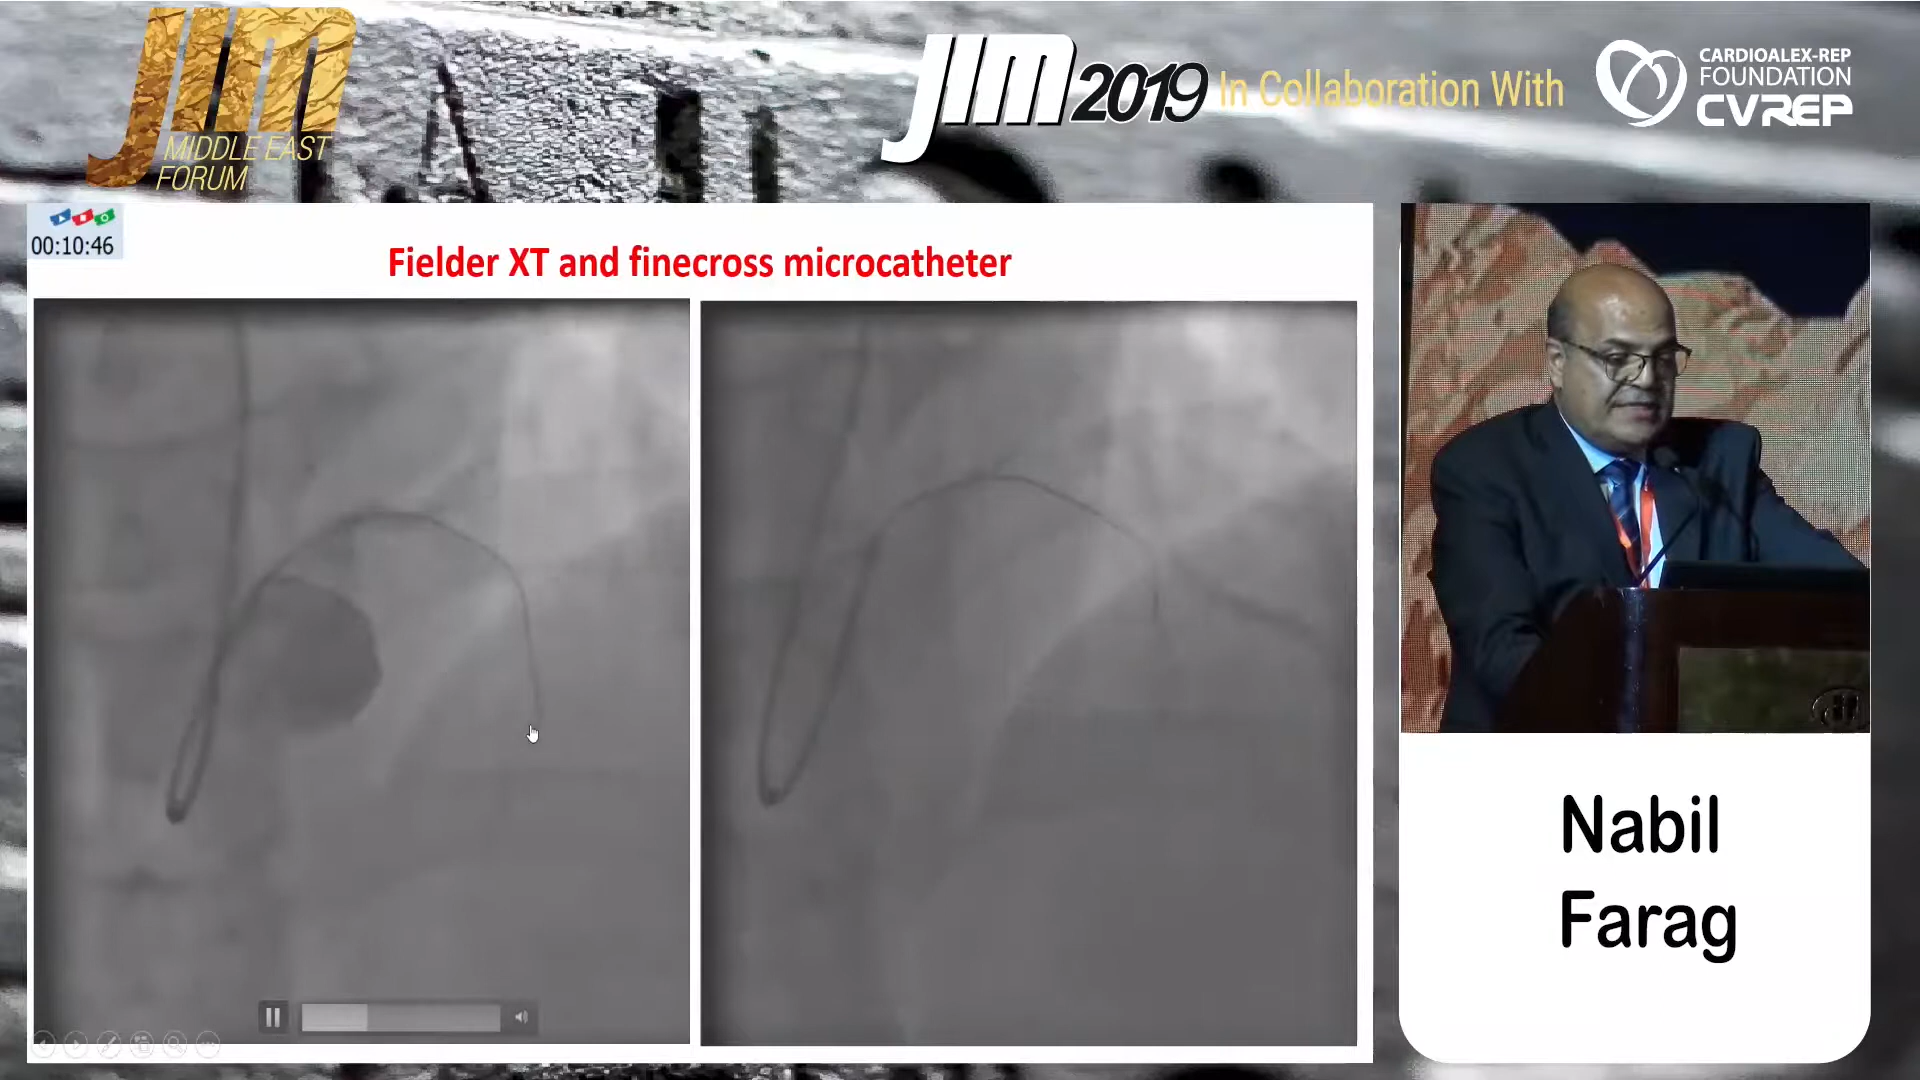 JIM
MIDDLE EAST
FORUM
JIM 2019 In Collaboration With
CARDIOALEX-REP
FOUNDATION
CVREP
00:10:46
Fielder XT and finecross microcatheter
Nabil
Farag